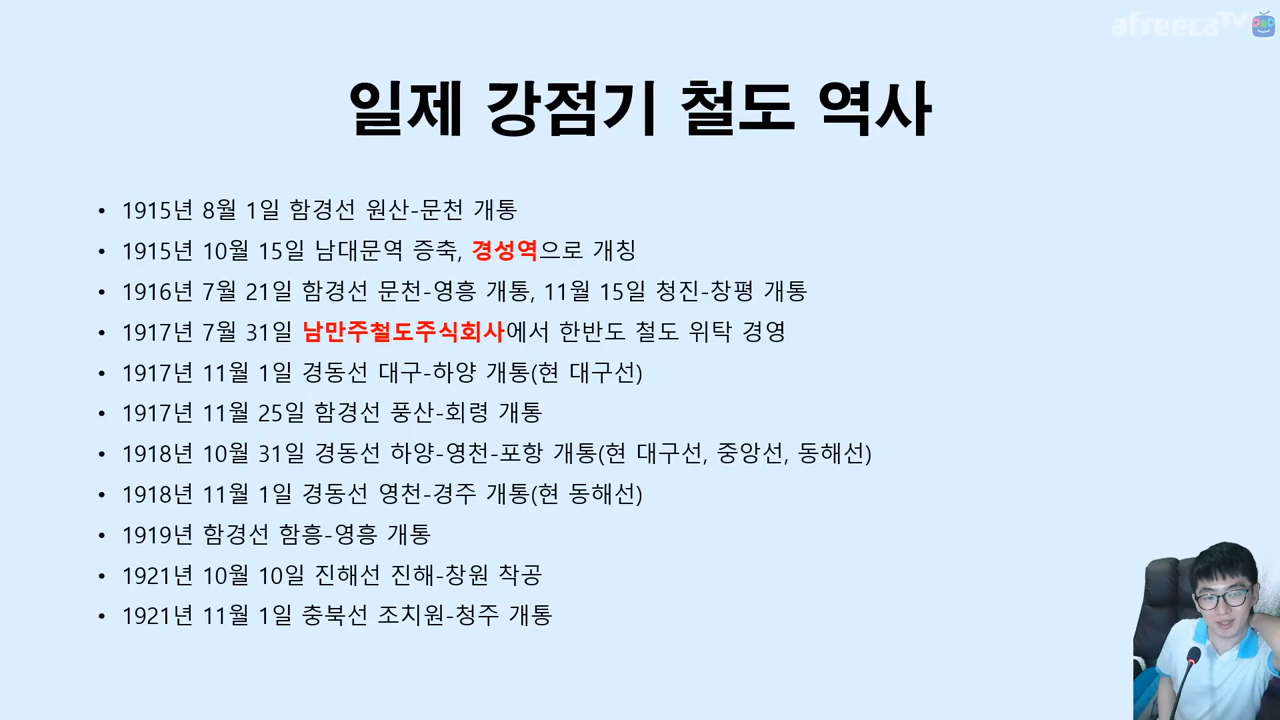 afreecaTV
일제 강점기 철도 역사
• 1915년 8월 1일 함경선 원산-문천 개통
• 1915년 10월 15일 남대문역 증축, 경성역으로 개칭
• 1916년 7월 21일 함경선 문천-영흥 개통, 11월 15일 청진-창평 개통
• 1917년 7월 31일 남만주철도주식회사에서 한반도 철도 위탁 경영
• 1917년 11월 1일 경동선 대구-하양 개통(현 대구선)
• 1917년 11월 25일 함경선 풍산-회령 개통
• 1918년 10월 31일 경동선 하양-영천-포항 개통(현 대구선, 중앙선, 동해선)
• 1918년 11월 1일 경동선 영천-경주 개통(현 동해선)
• 1919년 함경선 함흥-영흥 개통
• 1921년 10월 10일 진해선 진해-창원 착공
• 1921년 11월 1일 충북선 조치원-청주 개통